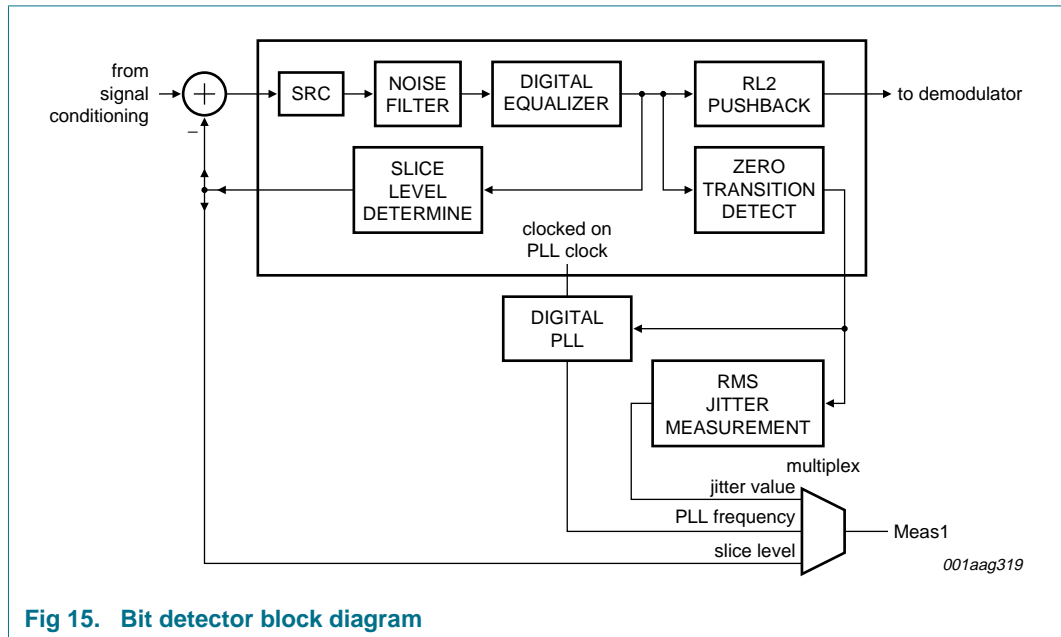 from
signal
conditioning
+
−
SRC
NOISE
FILTER
DIGITAL
EQUALIZER
RL2
PUSHBACK
to demodulator
SLICE
LEVEL
DETERMINE
ZERO
TRANSITION
DETECT
clocked on
PLL clock
DIGITAL
PLL
RMS
JITTER
MEASUREMENT
multiplex
jitter value
PLL frequency
slice level
Meas1
001aag319
Fig 15. Bit detector block diagram